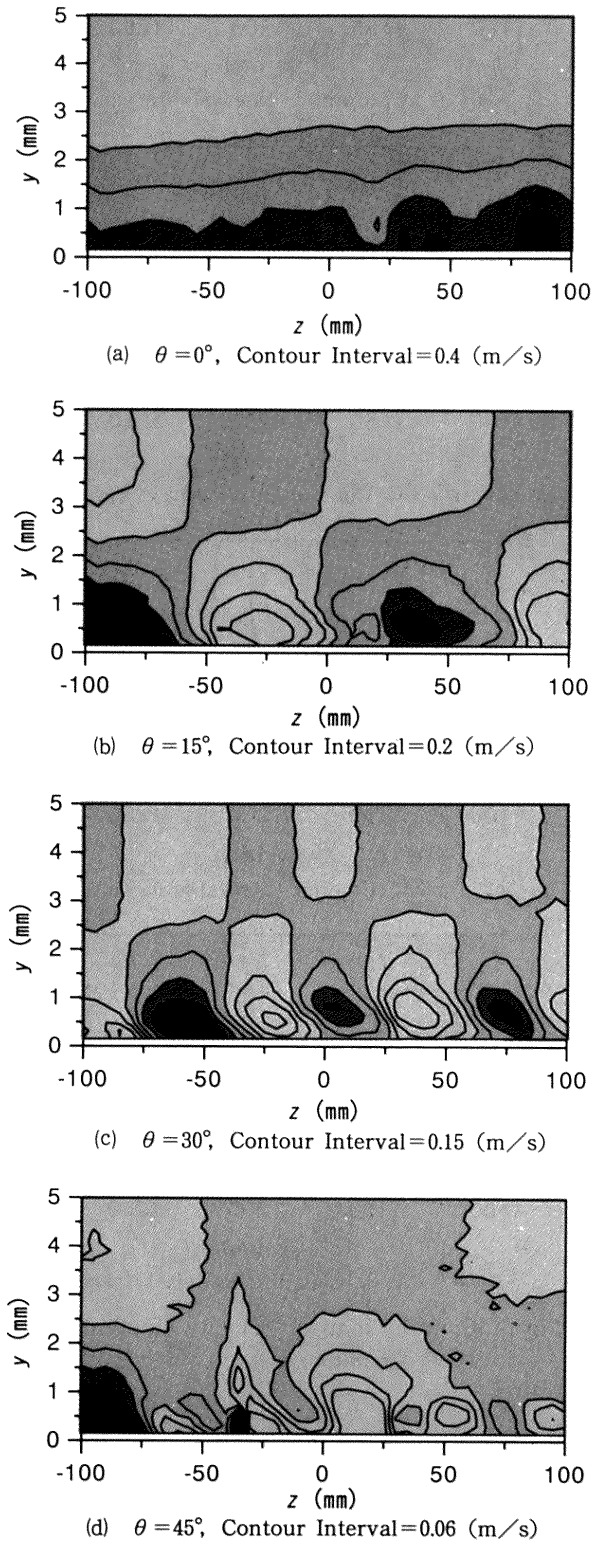 5
4
3
2
1
0
y (mm)
-100 -50 0 50 100
z (mm)
(a) θ=0°, Contour Interval=0.4 (m/s)
5
4
3
2
1
0
y (mm)
-100 -50 0 50 100
z (mm)
(b) θ=15°, Contour Interval=0.2 (m/s)
5
4
3
2
1
0
y (mm)
-100 -50 0 50 100
z (mm)
(c) θ=30°, Contour Interval=0.15 (m/s)
5
4
3
2
1
0
y (mm)
-100 -50 0 50 100
z (mm)
(d) θ=45°, Contour Interval=0.06 (m/s)